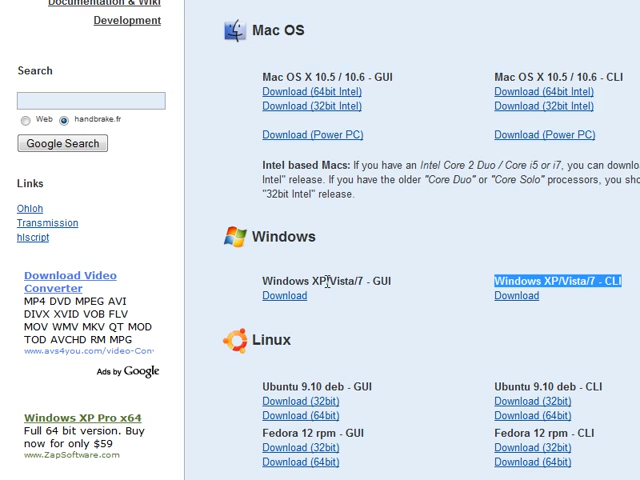 Documentation & Wiki
Development
Search
Web
handbrake.fr
Google Search
Links
Ohloh
Transmission
hlscript
Download Video
Converter
MP4 DVD MPEG AVI
DIVX XVID VOB FLV
MOV WMV MKV QT MOD
TOD AVCHD RM MPG
www.avs4you.com/video-Con
Ads by Google
Windows XP Pro x64
Full 64 bit version. Buy
now for only $59
www.ZapSoftware.com
Mac OS
Mac OS X 10.5 / 10.6 - GUI
Download (64bit Intel)
Download (32bit Intel)
Download (Power PC)
Mac OS X 10.5 / 10.6 - CLI
Download (64bit Intel)
Download (32bit Intel)
Download (Power PC)
Intel based Macs: If you have an Intel Core 2 Duo / Core i5 or i7, you can downlo
Intel" release. If you have the older "Core Duo" or "Core Solo" processors, you sho
"32bit Intel" release.
Windows
Windows XP/Vista/7 - GUI
Download
Windows XP/Vista/7 - CLI
Download
Linux
Ubuntu 9.10 deb - GUI
Download (32bit)
Download (64bit)
Fedora 12 rpm - GUI
Download (32bit)
Download (64bit)
Ubuntu 9.10 deb - CLI
Download (32bit)
Download (64bit)
Fedora 12 rpm - CLI
Download (32bit)
Download (64bit)